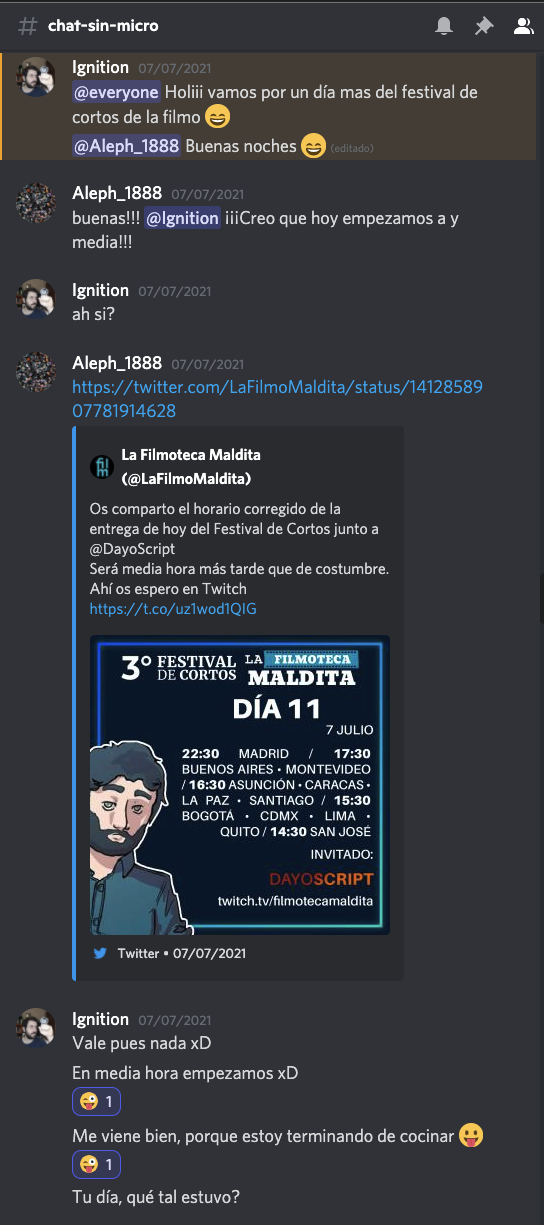 # chat-sin-micro
Ignition 07/07/2021
@everyone Holiii vamos por un día mas del festival de
cortos de la filmo 😄
@Aleph_1888 Buenas noches 😄 (editado)
Aleph_1888 07/07/2021
buenas!!! @Ignition ¡¡¡Creo que hoy empezamos a y
media!!!
Ignition 07/07/2021
ah si?
Aleph_1888 07/07/2021
https://twitter.com/LaFilmoMaldita/status/14128589
07781914628
La Filmoteca Maldita
(@LaFilmoMaldita)
Os comparto el horario corregido de la
entrega de hoy del Festival de Cortos junto a
@DayoScript
Será media hora más tarde que de costumbre.
Ahí os espero en Twitch
https://t.co/uz1wod1QIG
filmm
3° FESTIVAL
DE CORTOS
LA FILMOTECA
MALDITA
DÍA 11
7 JULIO
22:30 MADRID / 17:30
BUENOS AIRES • MONTEVIDEO
/ 16:30 ASUNCIÓN • CARACAS •
LA PAZ • SANTIAGO / 15:30
BOGOTÁ • CDMX • LIMA •
QUITO / 14:30 SAN JOSÉ
INVITADO:
DAYOSCRIPT
twitch.tv/filmotecamaldita
Twitter • 07/07/2021
Ignition 07/07/2021
Vale pues nada xD
En media hora empezamos xD
😜 1
Me viene bien, porque estoy terminando de cocinar 😛
😜 1
Tu día, qué tal estuvo?